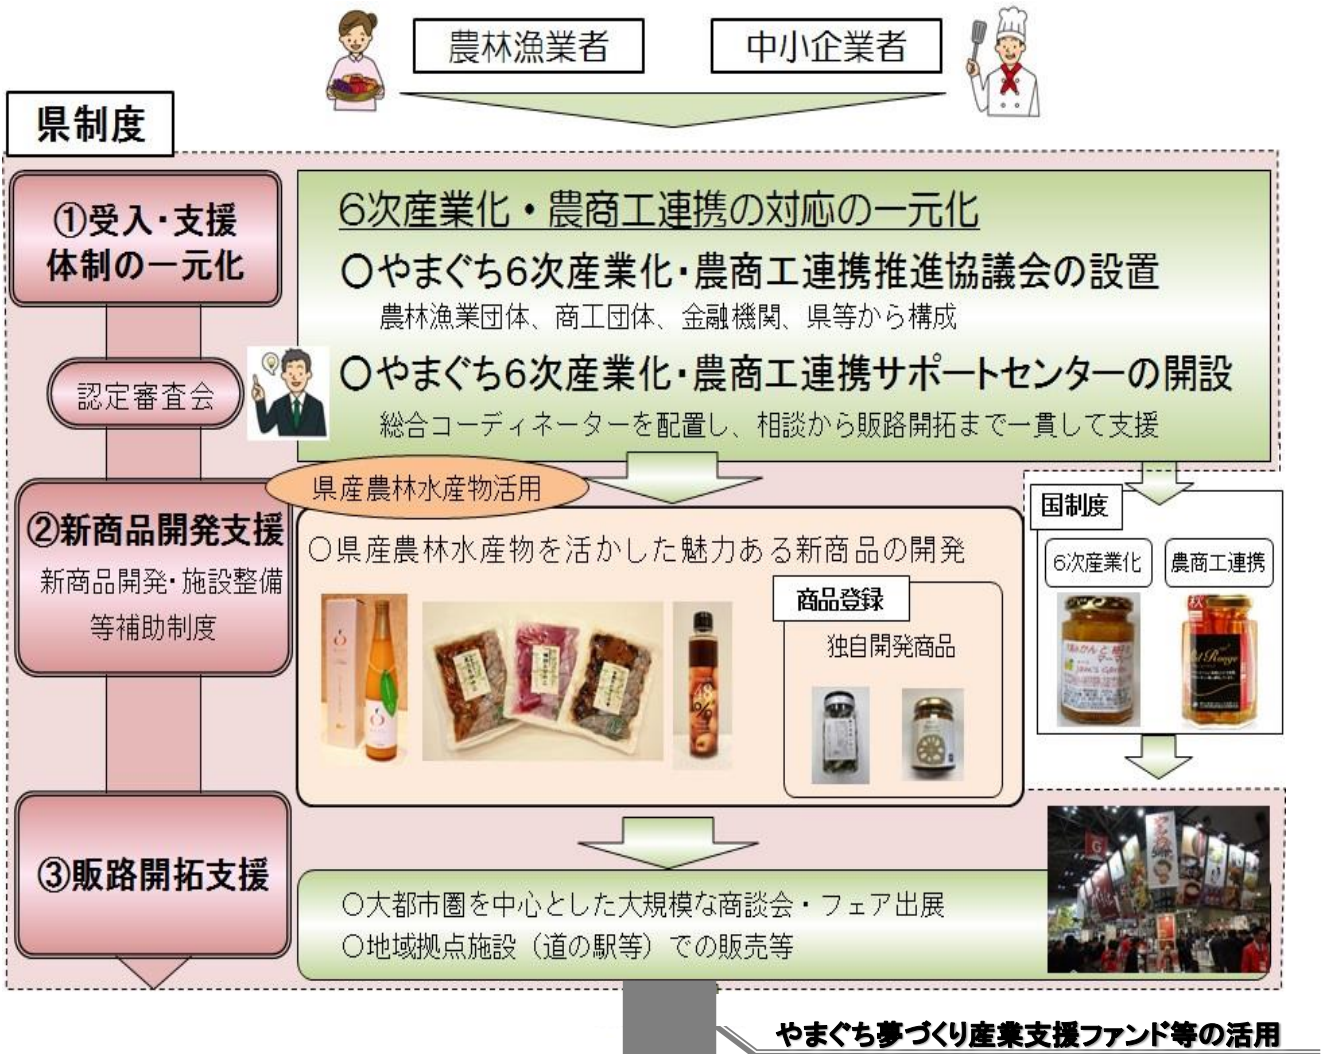 農林漁業者
中小企業者
県制度
①受入・支援
体制の一元化
6次産業化・農商工連携の対応の一元化
○やまぐち6次産業化・農商工連携推進協議会の設置
農林漁業団体、商工団体、金融機関、県等から構成
認定審査会
○やまぐち6次産業化・農商工連携サポートセンターの開設
総合コーディネーターを配置し、相談から販路開拓まで一貫して支援
県産農林水産物活用
②新商品開発支援
新商品開発・施設整備
等補助制度
○県産農林水産物を活かした魅力ある新商品の開発
商品登録
独自開発商品
48
%
国制度
6次産業化
農商工連携
秋
Rouge
③販路開拓支援
○大都市圏を中心とした大規模な商談会・フェア出展
○地域拠点施設（道の駅等）での販売等
G
やまぐち夢づくり産業支援ファンド等の活用